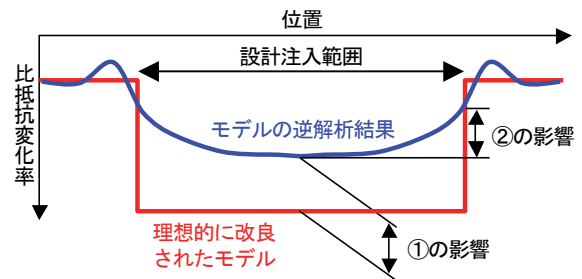 位置
設計注入範囲
比抵抗変化率
モデルの逆解析結果
②の影響
理想的に改良
されたモデル
①の影響